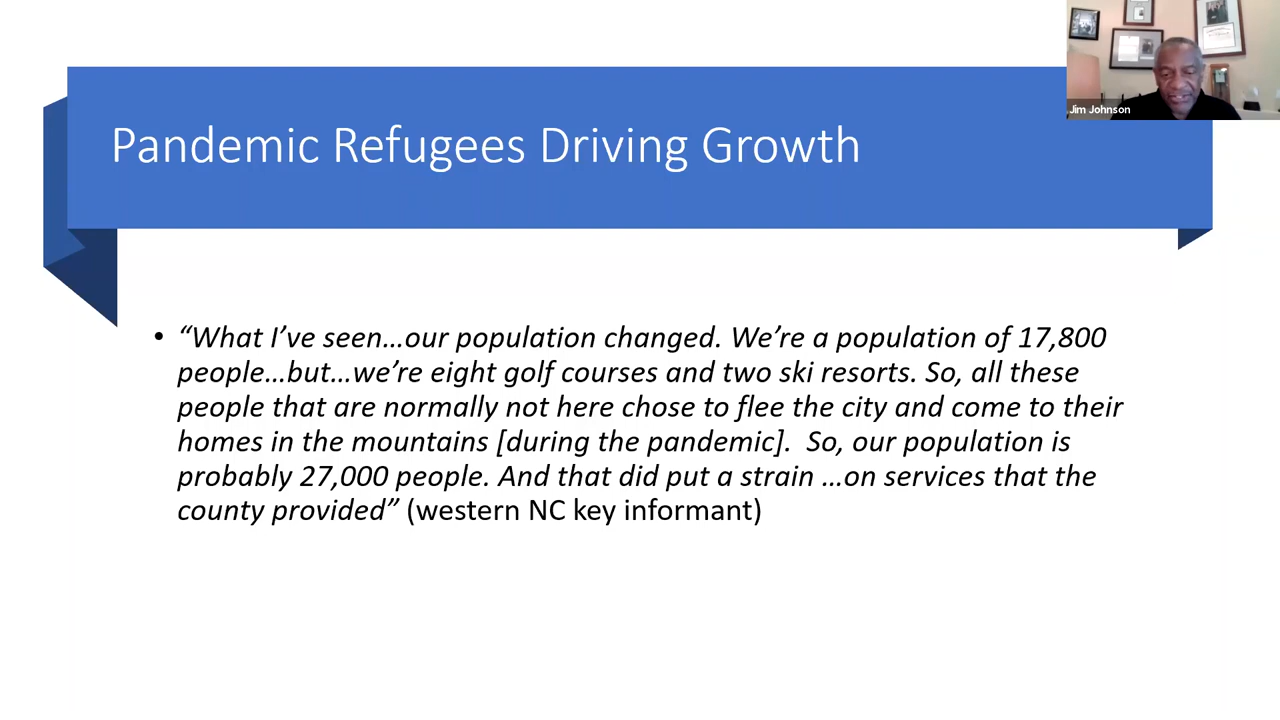 Jim Johnson
Pandemic Refugees Driving Growth
• “What I’ve seen…our population changed. We’re a population of 17,800
people…but…we’re eight golf courses and two ski resorts. So, all these
people that are normally not here chose to flee the city and come to their
homes in the mountains [during the pandemic].  So, our population is
probably 27,000 people. And that did put a strain …on services that the
county provided” (western NC key informant)